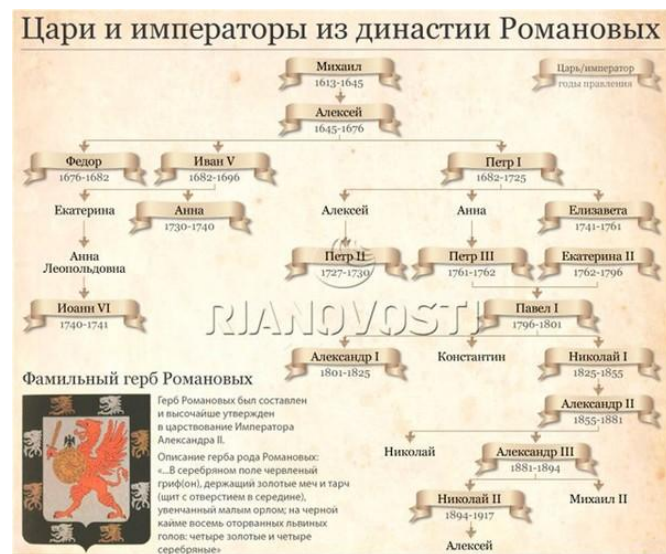 Цари и императоры из династии Романовых
Михаил
1613-1645
Царь/император
годы правления
Алексей
1645-1676
Федор
1676-1682
Иван V
1682-1696
Петр I
1682-1725
Екатерина
Анна
1730-1740
Алексей
Анна
Елизавета
1741-1761
Анна
Леопольдовна
Петр II
1727-1730
Петр III
1761-1762
Екатерина II
1762-1796
Иоанн VI
1740-1741
RIANOVOSTI
Павел I
1796-1801
Александр I
1801-1825
Константин
Николай I
1825-1855
Александр II
1855-1881
Николай
Александр III
1881-1894
Николай II
1894-1917
Михаил II
Алексей
Фамильный герб Романовых
Герб Романовых был составлен
и высочайше утвержден
в царствование Императора
Александра II.
Описание герба рода Романовых:
«...В серебряном поле червленый
гриф(он), держащий золотые меч и тарч
(щит с отверстием в середине),
увенчанный малым орлом; на черной
кайме восемь оторванных львиных
голов: четыре золотые и четыре
серебряные»